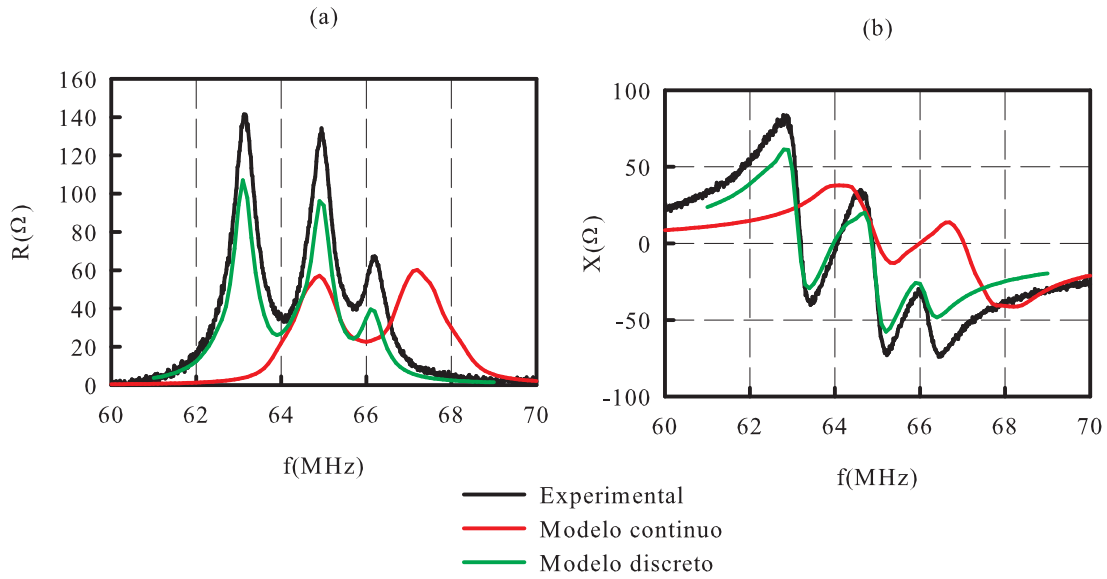 (a)
(b)
R(Ω)
160
140
120
100
80
60
40
20
0
60
62
64
66
68
70
f(MHz)
X(Ω)
100
50
0
-50
-100
60
62
64
66
68
70
f(MHz)
Experimental
Modelo continuo
Modelo discreto